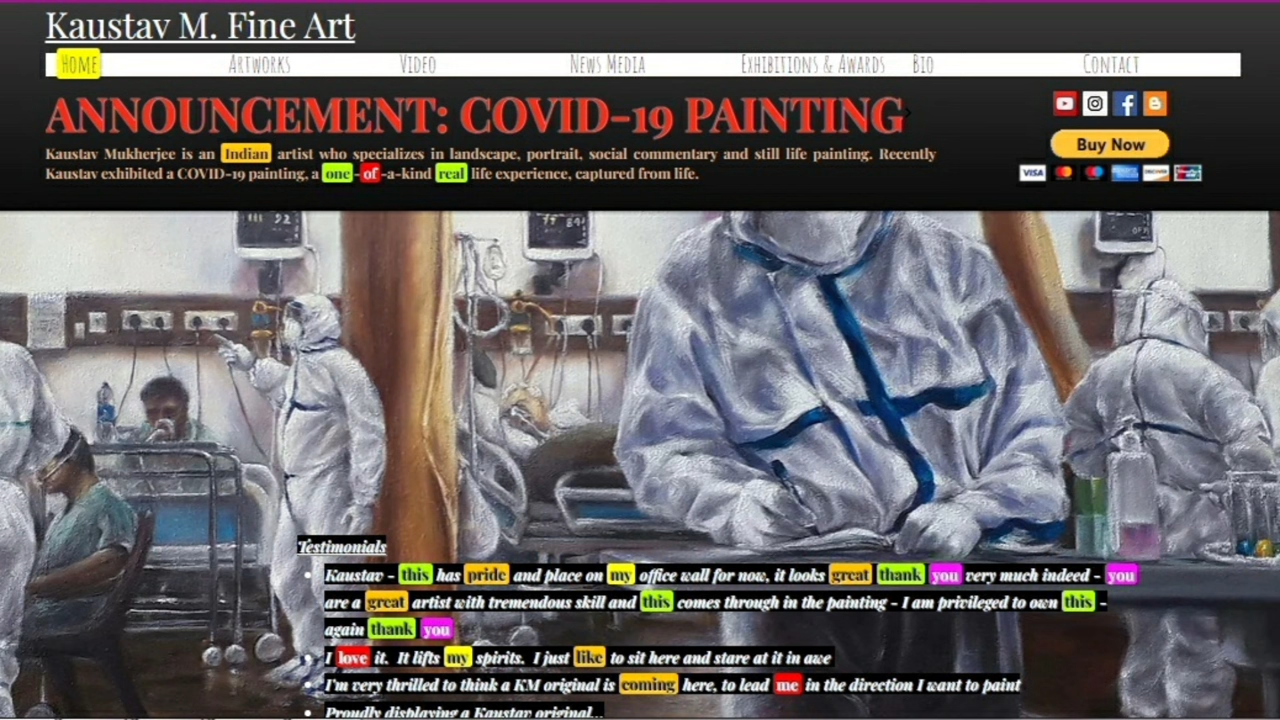 Kaustav M. Fine Art
Home Artworks Video News Media Exhibitions & Awards Bio Contact
ANNOUNCEMENT: COVID-19 PAINTING
Kaustav Mukherjee is an Indian artist who specializes in landscape, portrait, social commentary and still life painting. Recently
Kaustav exhibited a COVID-19 painting, a one-of-a-kind real life experience, captured from life.
Buy Now
VISA
Testimonials
Kaustav - this has pride and place on my office wall for now, it looks great thank you very much indeed - you
are a great artist with tremendous skill and this comes through in the painting - I am privileged to own this -
again thank you
I love it. It lifts my spirits. I just like to sit here and stare at it in awe
I'm very thrilled to think a KM original is coming here, to lead me in the direction I want to paint
Proudly displaying a Kaustav original...